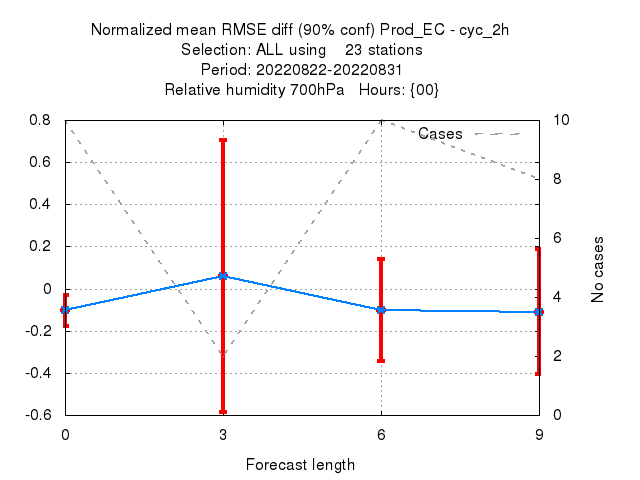 Normalized mean RMSE diff (90% conf) Prod_EC - cyc_2h
Selection: ALL using 23 stations
Period: 20220822-20220831
Relative humidity 700hPa Hours: {00}
Cases
0.8
0.6
0.4
0.2
0
-0.2
-0.4
-0.6
10
8
6
4
2
0
No cases
0 3 6 9
Forecast length